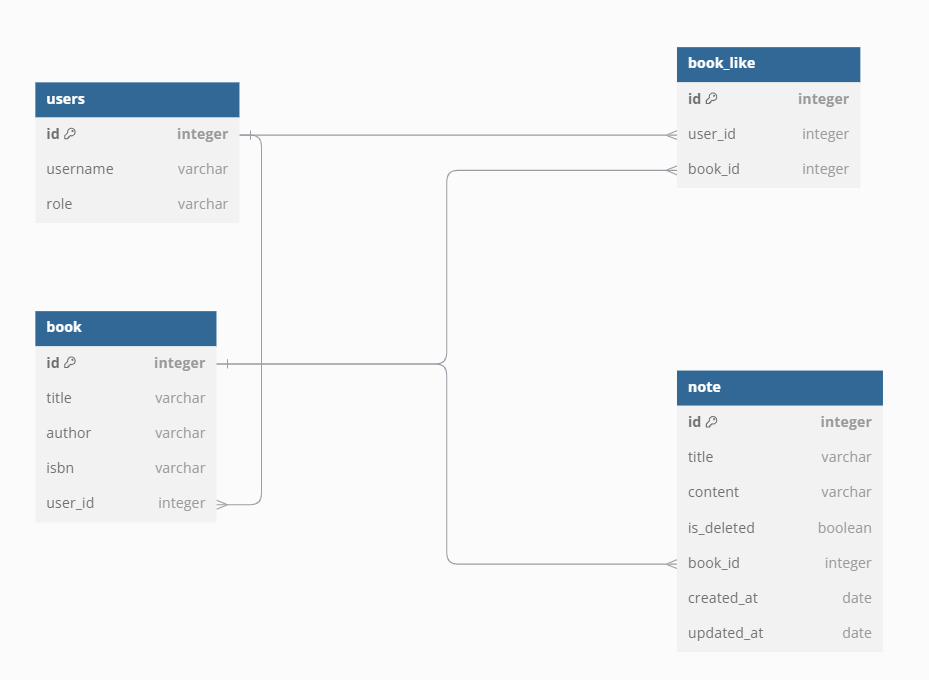 users
id integer
username varchar
role varchar
book
id integer
title varchar
author varchar
isbn varchar
user_id integer
book_like
id integer
user_id integer
book_id integer
note
id integer
title varchar
content varchar
is_deleted boolean
book_id integer
created_at date
updated_at date